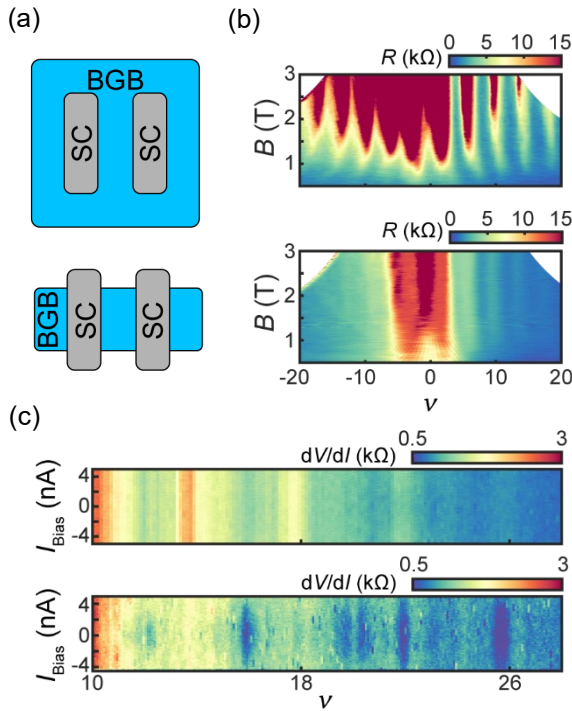 (a)
BGB
SC
SC
BGB
SC
SC
(b)
R (kΩ)
0 5 10 15
3
2
1
B (T)
R (kΩ)
0 5 10 15
3
2
1
B (T)
-20 -10 0 10 20
ν
(c)
dV/dI (kΩ)
0.5 3
4
0
-4
I_Bias (nA)
dV/dI (kΩ)
0.5 3
4
0
-4
I_Bias (nA)
10 18 26
ν